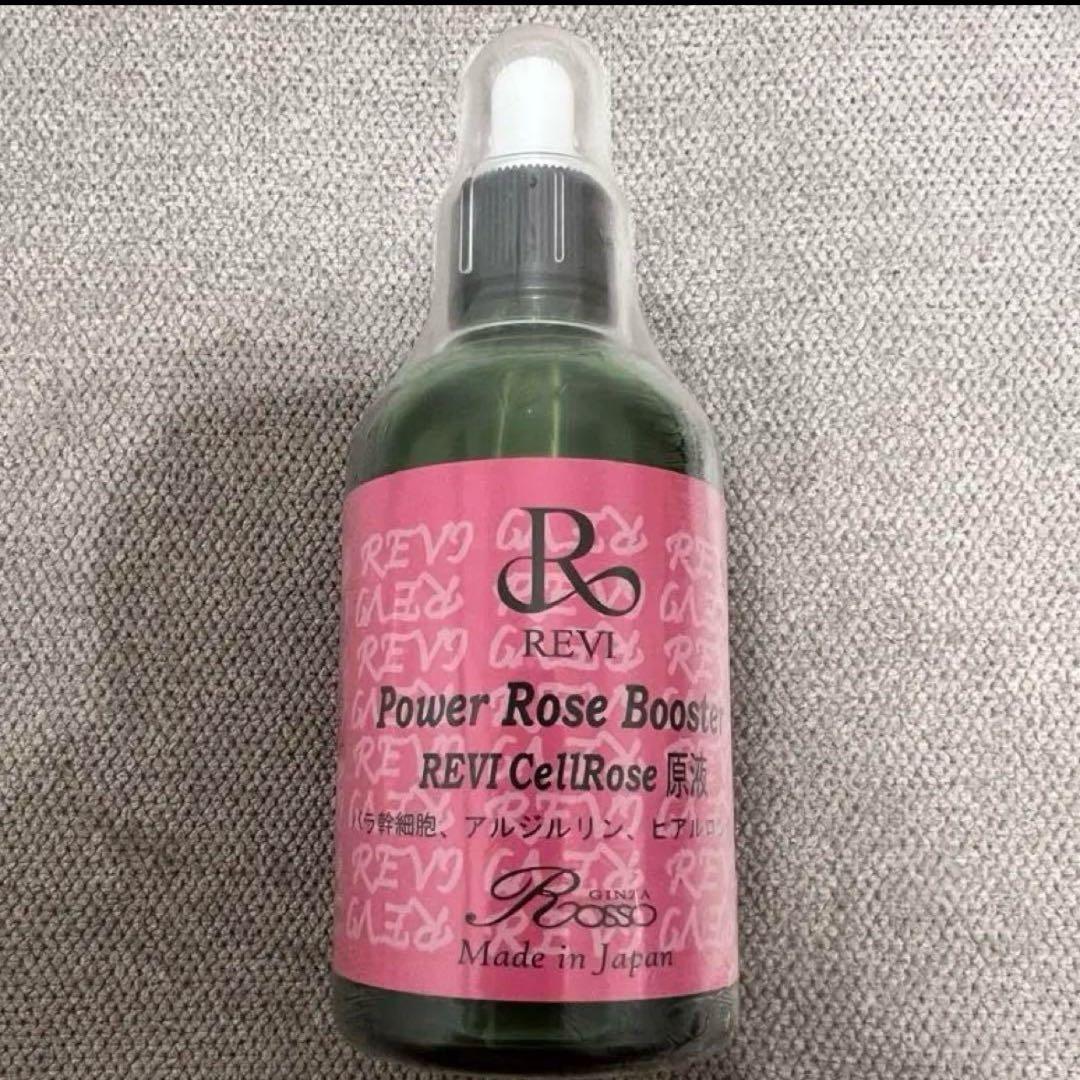 R
REVI
Power Rose Booster
REVI CellRose 原液
バラ幹細胞、アルジルリン、ヒアルロン
GINZA
Rosso
Made in Japan